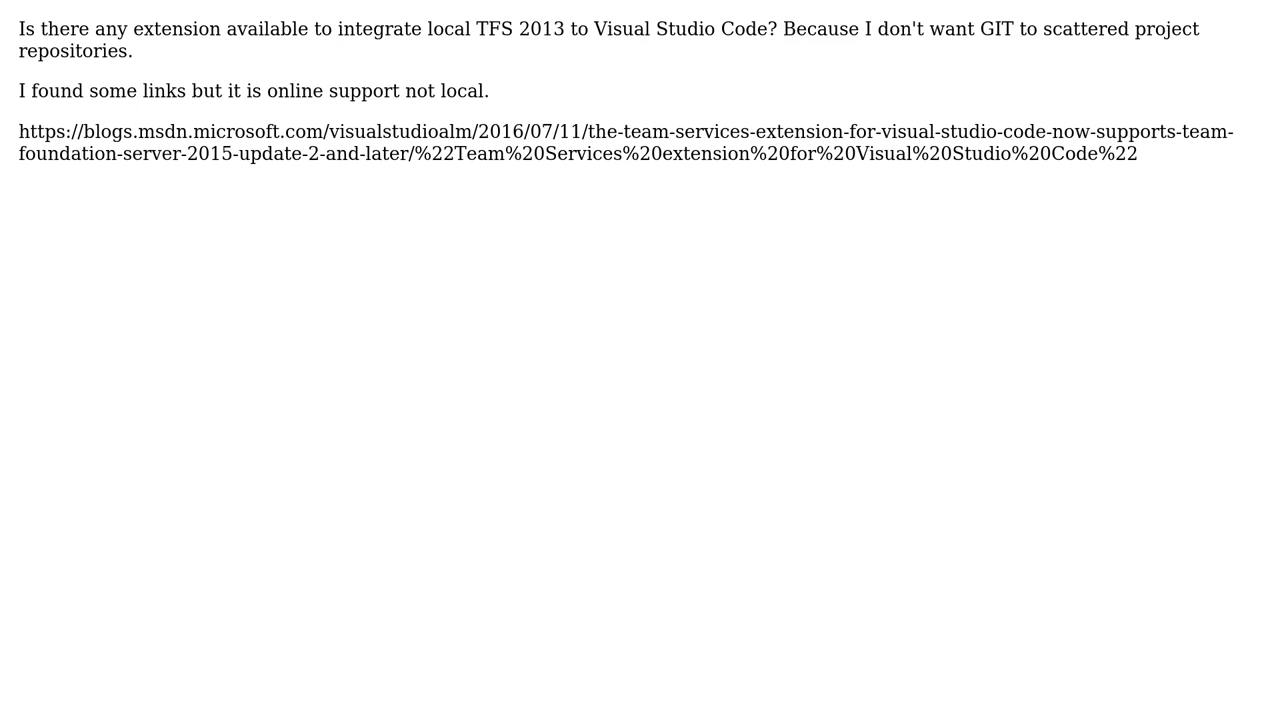 Is there any extension available to integrate local TFS 2013 to Visual Studio Code? Because I don't want GIT to scattered project
repositories.
I found some links but it is online support not local.
https://blogs.msdn.microsoft.com/visualstudioalm/2016/07/11/the-team-services-extension-for-visual-studio-code-now-supports-team-
foundation-server-2015-update-2-and-later/%22Team%20Services%20extension%20for%20Visual%20Studio%20Code%22